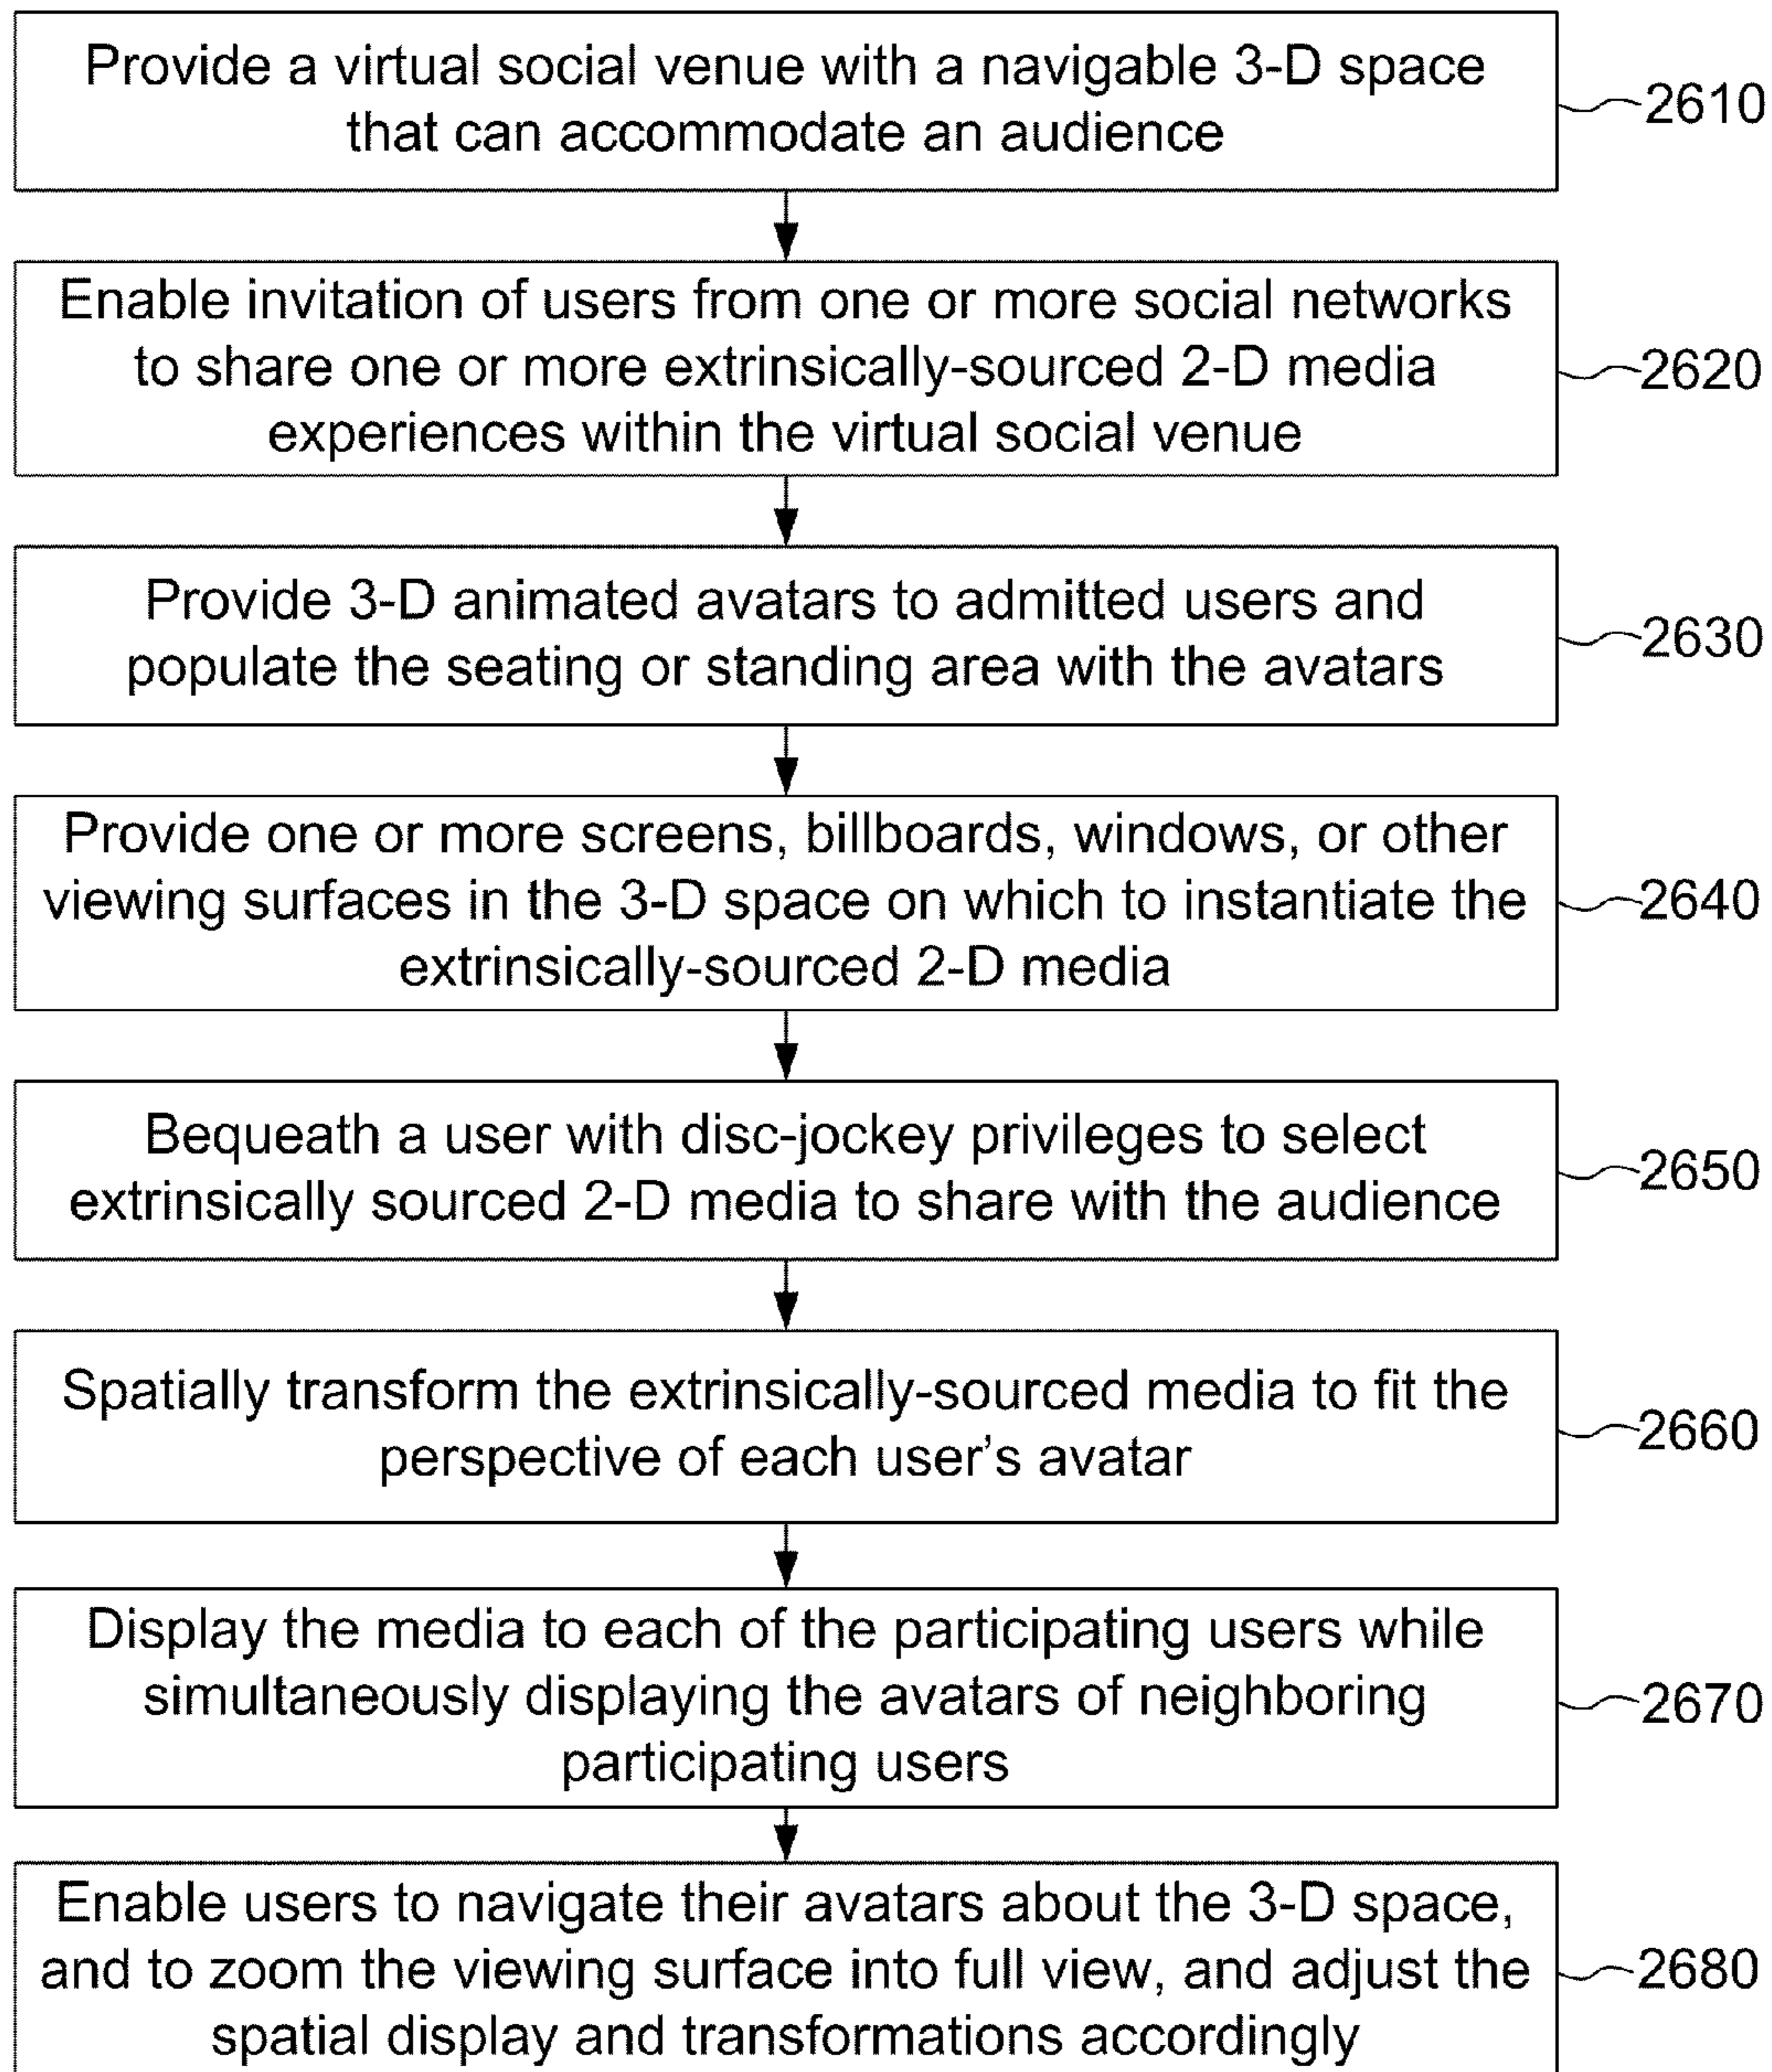 Provide a virtual social venue with a navigable 3-D space
that can accommodate an audience
2610
Enable invitation of users from one or more social networks
to share one or more extrinsically-sourced 2-D media
experiences within the virtual social venue
2620
Provide 3-D animated avatars to admitted users and
populate the seating or standing area with the avatars
2630
Provide one or more screens, billboards, windows, or other
viewing surfaces in the 3-D space on which to instantiate the
extrinsically-sourced 2-D media
2640
Bequeath a user with disc-jockey privileges to select
extrinsically sourced 2-D media to share with the audience
2650
Spatially transform the extrinsically-sourced media to fit the
perspective of each user's avatar
2660
Display the media to each of the participating users while
simultaneously displaying the avatars of neighboring
participating users
2670
Enable users to navigate their avatars about the 3-D space,
and to zoom the viewing surface into full view, and adjust the
spatial display and transformations accordingly
2680